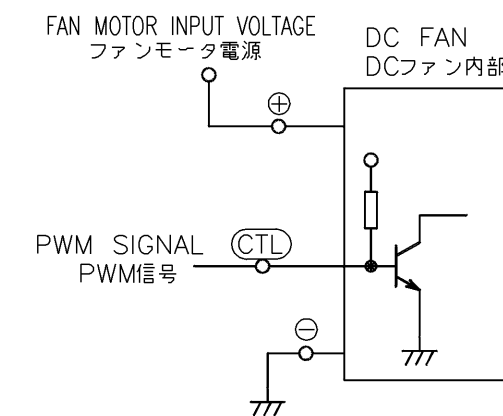 FAN MOTOR INPUT VOLTAGE
ファンモータ電源
DC FAN
DCファン内部
⊕
PWM SIGNAL
PWM信号
CTL
⊖